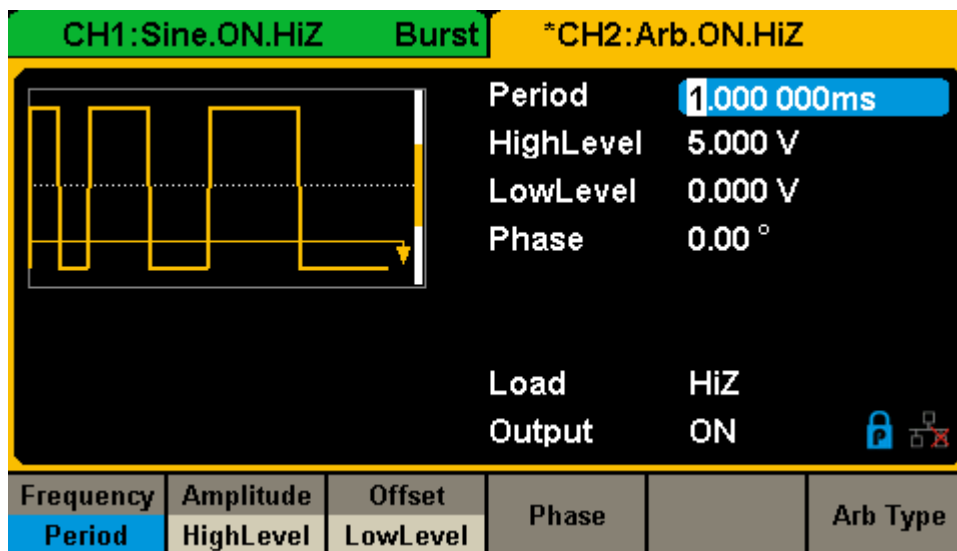 CH1:Sine.ON.HiZ Burst *CH2:Arb.ON.HiZ
Period 1.000 000ms
HighLevel 5.000 V
LowLevel 0.000 V
Phase 0.00 °
Load HiZ
Output ON P
Frequency Amplitude Offset Phase Arb Type
Period HighLevel LowLevel